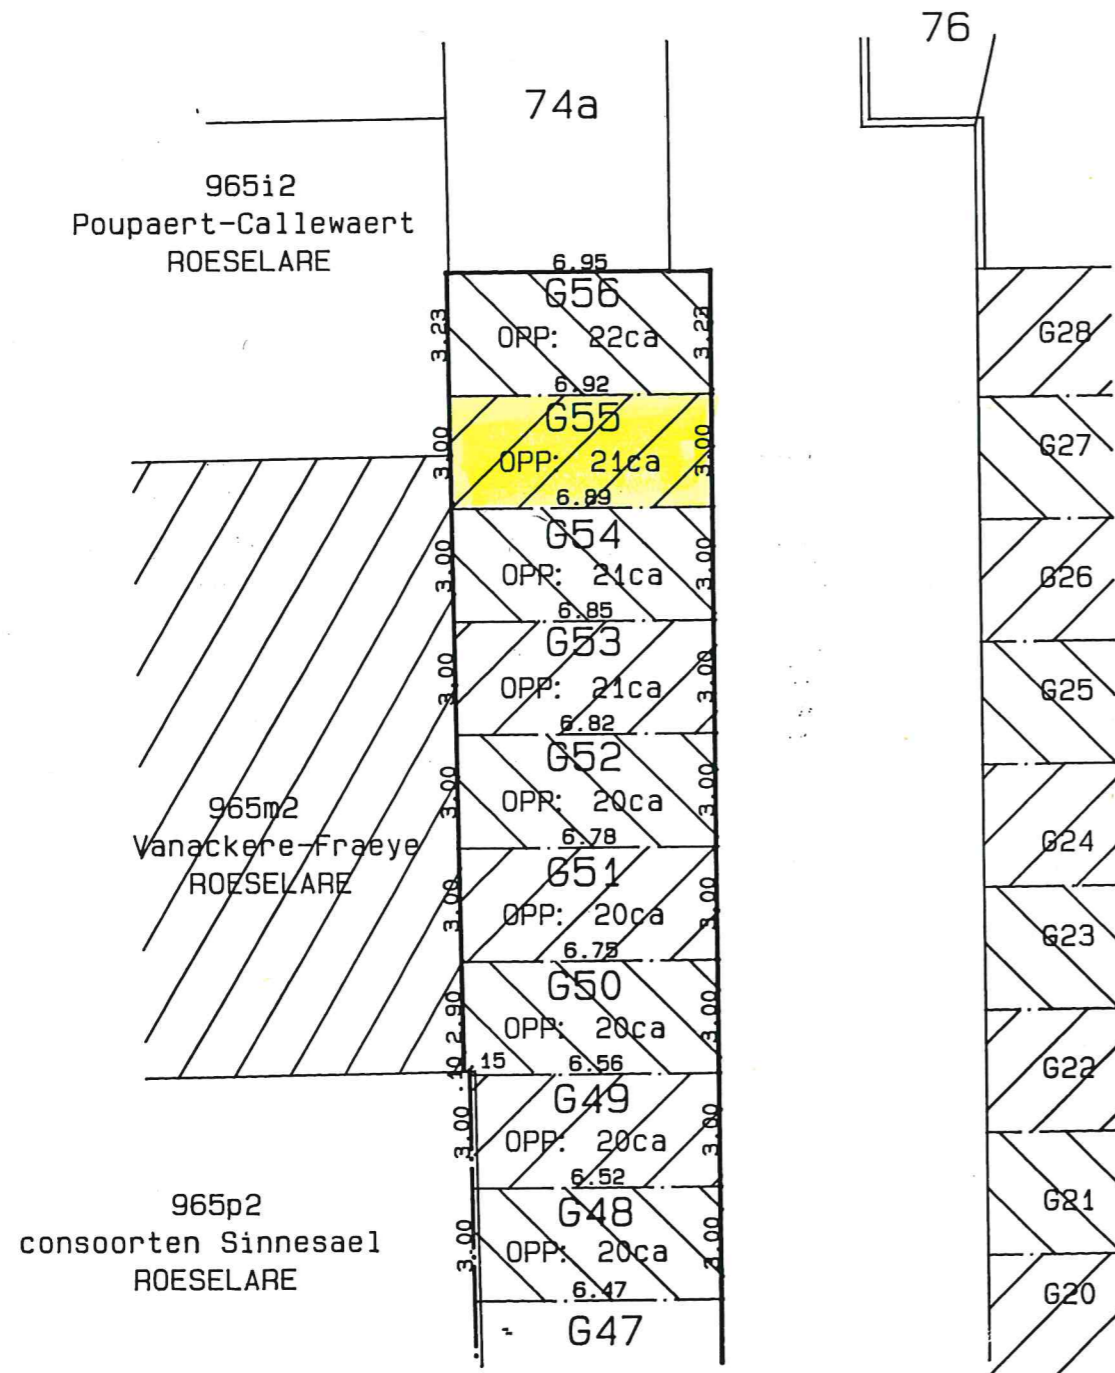 76
74a
965i2
Poupaert-Callewaert
ROESELARE
6.95
G56
3.23
3.23
OPP: 22ca
6.92
G55
3.00
3.00
OPP: 21ca
6.89
G54
3.00
3.00
OPP: 21ca
6.85
G53
3.00
3.00
OPP: 21ca
6.82
G52
3.00
3.00
OPP: 20ca
6.78
G51
3.00
3.00
OPP: 20ca
6.75
G50
2.90
3.00
OPP: 20ca
.10
.15
6.56
G49
3.00
3.00
OPP: 20ca
6.52
G48
3.00
3.00
OPP: 20ca
6.47
G47
965m2
Vanackere-Fraeye
ROESELARE
965p2
consoorten Sinnesael
ROESELARE
G28
G27
G26
G25
G24
G23
G22
G21
G20